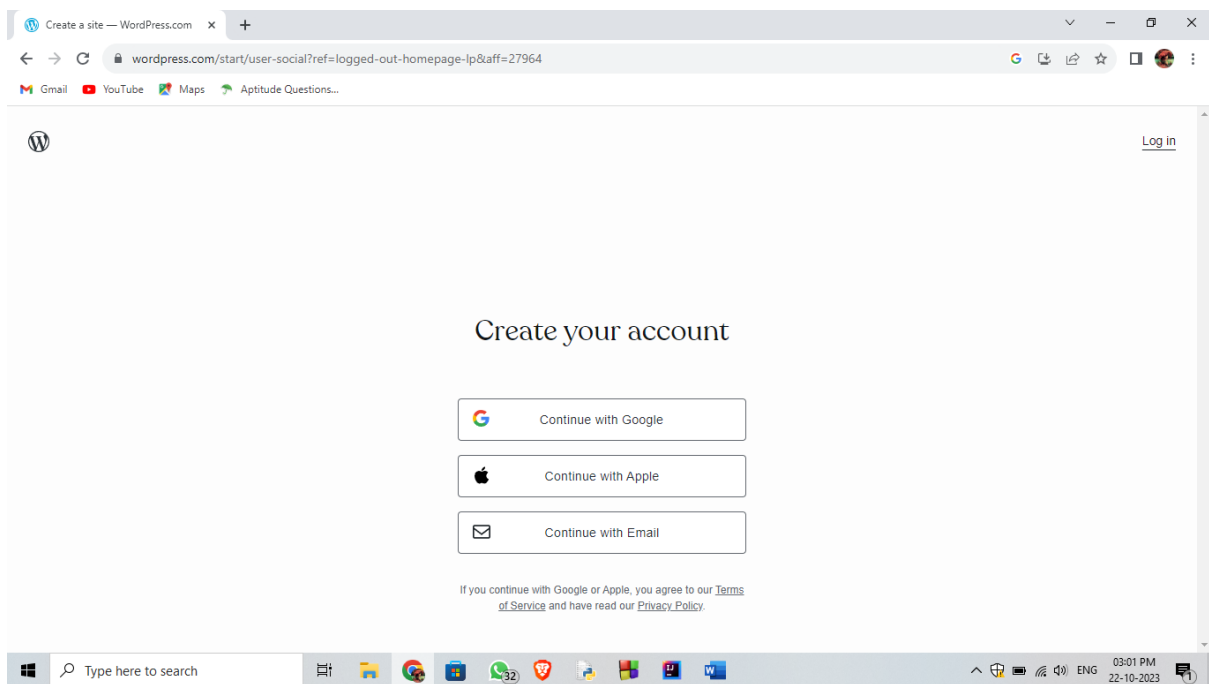 Create a site — WordPress.com
wordpress.com/start/user-social?ref=logged-out-homepage-lp&aff=27964
Gmail YouTube Maps Aptitude Questions...
Log in
Create your account
Continue with Google
Continue with Apple
Continue with Email
If you continue with Google or Apple, you agree to our Terms
of Service and have read our Privacy Policy.
Type here to search
32
ENG
03:01 PM
22-10-2023
1